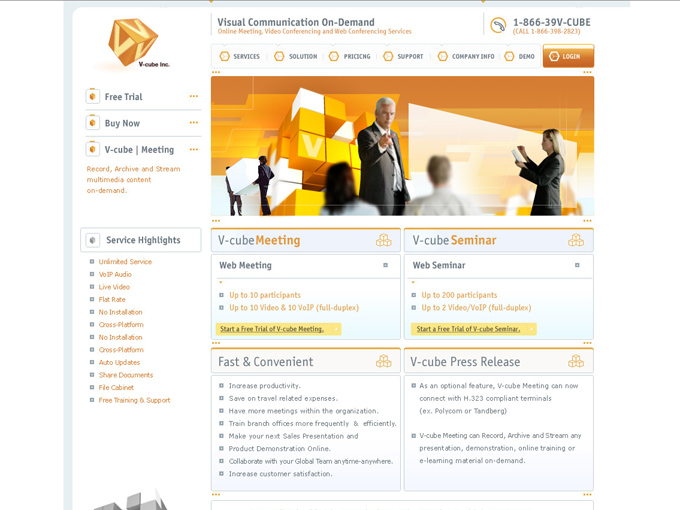 V-cube Inc.
Visual Communication On-Demand
Online Meeting, Video Conferencing and Web Conferencing Services
1-866-39V-CUBE
(CALL 1-866-398-2823)
SERVICES
SOLUTION
PRICICNG
SUPPORT
COMPANY INFO
DEMO
LOGIN
Free Trial
Buy Now
V-cube | Meeting
Record, Archive and Stream
multimedia content
on-demand.
Service Highlights
Unlimited Service
VoIP Audio
Live Video
Flat Rate
No Installation
Cross-Platform
No Installation
Cross-Platform
Auto Updates
Share Documents
File Cabinet
Free Training & Support
V-cube Meeting
Web Meeting
Up to 10 participants
Up to 10 Video & 10 VoIP (full-duplex)
Start a Free Trial of V-cube Meeting.
V-cube Seminar
Web Seminar
Up to 200 participants
Up to 2 Video/VoIP (full-duplex)
Start a Free Trial of V-cube Seminar.
Fast & Convenient
Increase productivity.
Save on travel related expenses.
Have more meetings within the organization.
Train branch offices more frequently & efficiently.
Make your next Sales Presentation and
Product Demonstration Online.
Collaborate with your Global Team anytime-anywhere.
Increase customer satisfaction.
V-cube Press Release
As an optional feature, V-cube Meeting can now
connect with H.323 compliant terminals
(ex. Polycom or Tandberg)
V-cube Meeting can Record, Archive and Stream any
presentation, demonstration, online training or
e-learning material on-demand.